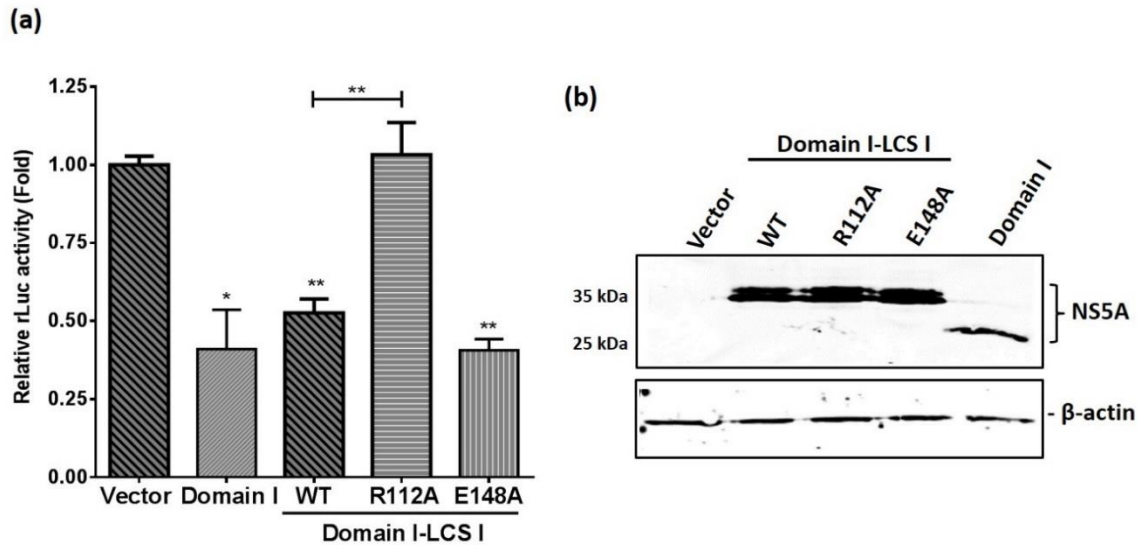 (a)
Relative rLuc activity (Fold)
1.25
1.00
0.75
0.50
0.25
0.00
**
*
**
**
Vector Domain I WT R112A E148A
Domain I-LCS I
(b)
Domain I-LCS I
Vector WT R112A E148A Domain I
35 kDa
25 kDa
NS5A
- β-actin